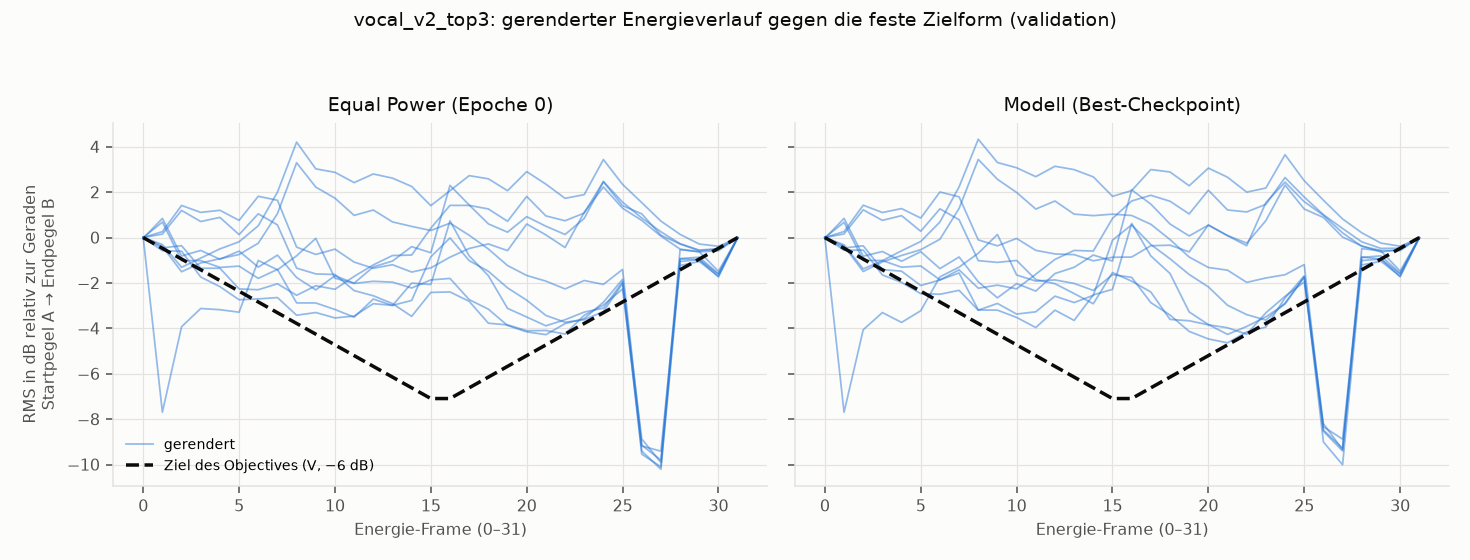 vocal_v2_top3: gerenderter Energieverlauf gegen die feste Zielform (validation)
Equal Power (Epoche 0)
Modell (Best-Checkpoint)
RMS in dB relativ zur Geraden
Startpegel A → Endpegel B
4
2
0
−2
−4
−6
−8
−10
gerendert
Ziel des Objectives (V, −6 dB)
0 5 10 15 20 25 30
0 5 10 15 20 25 30
Energie-Frame (0–31)
Energie-Frame (0–31)